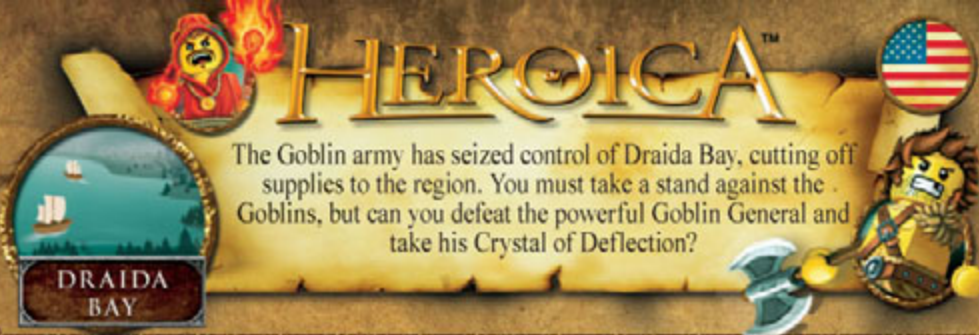 HEROICA™
The Goblin army has seized control of Draida Bay, cutting off
supplies to the region. You must take a stand against the
Goblins, but can you defeat the powerful Goblin General and
take his Crystal of Deflection?
DRAIDA
BAY